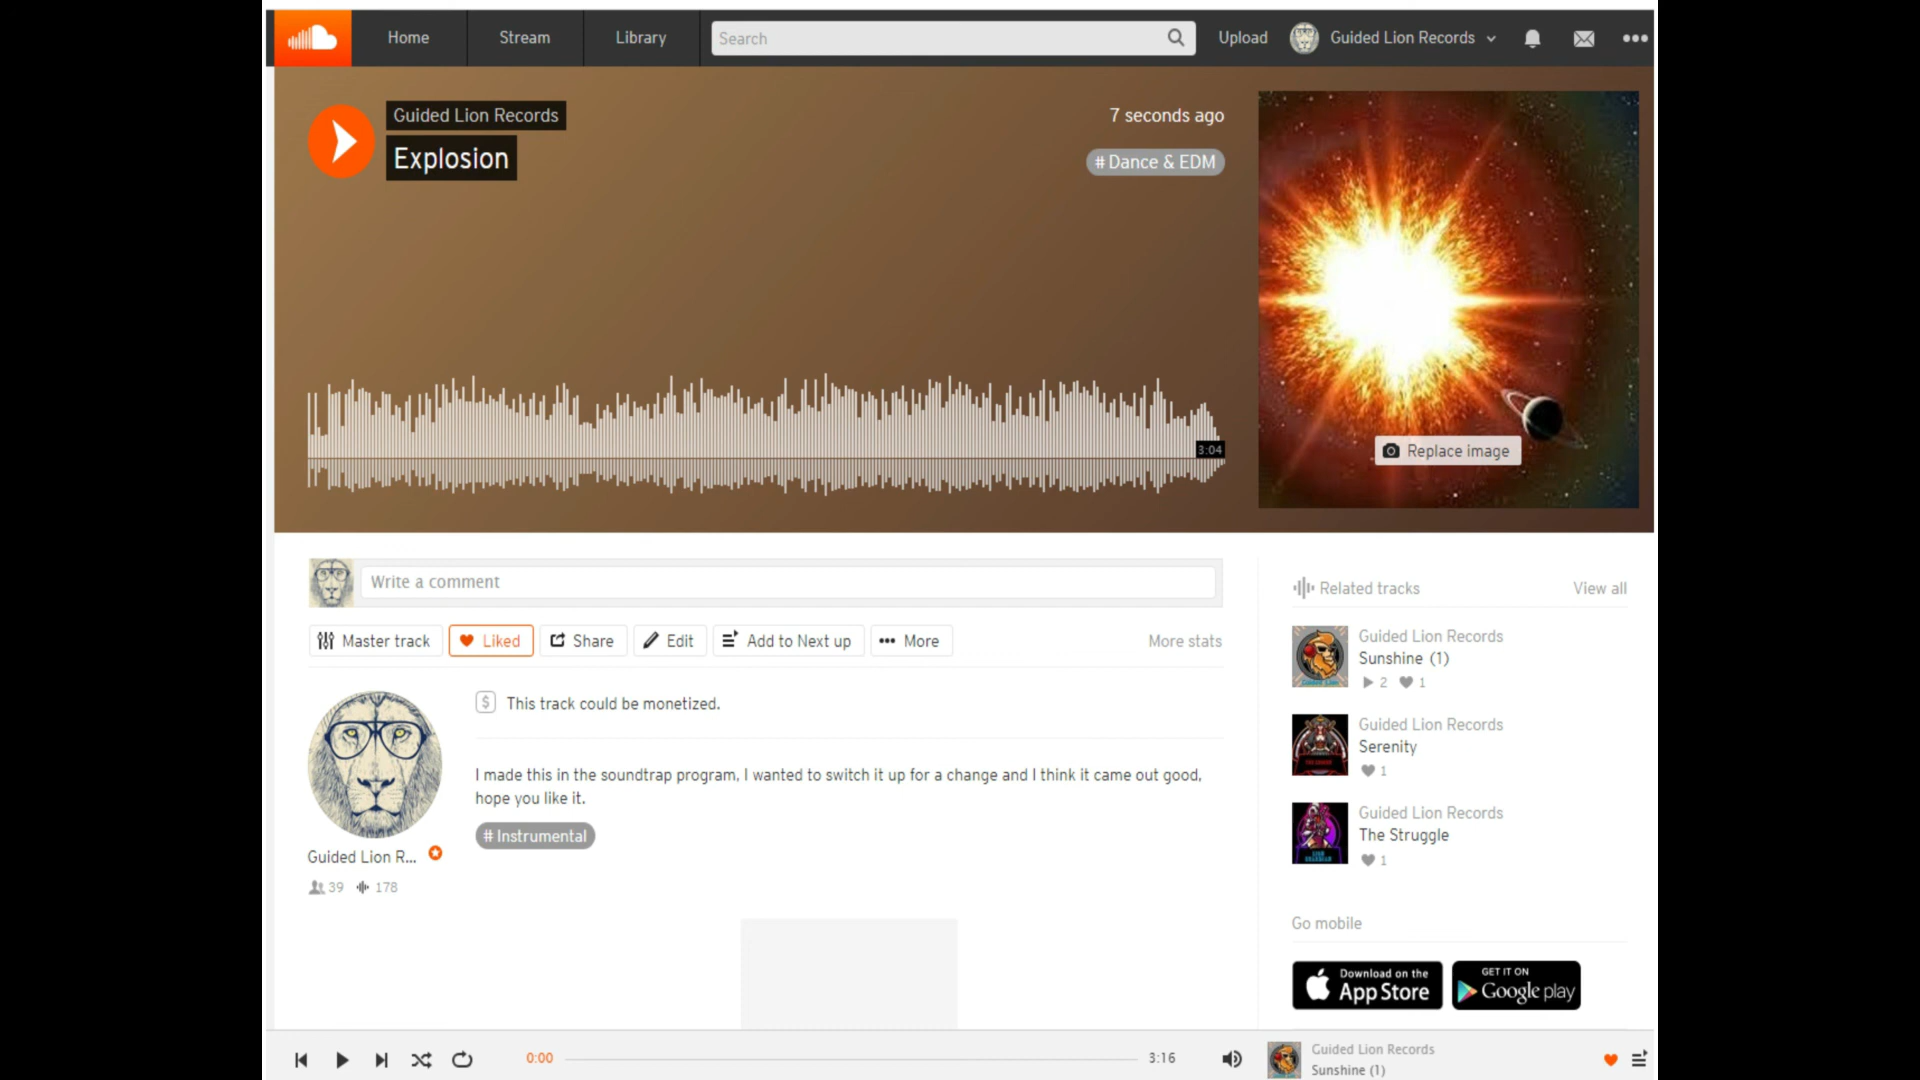 Home
Stream
Library
Search
Upload
Guided Lion Records
Guided Lion Records
Explosion
7 seconds ago
# Dance & EDM
3:04
Replace image
Write a comment
Master track
Liked
Share
Edit
Add to Next up
More
More stats
Guided Lion R...
39
178
$
This track could be monetized.
I made this in the soundtrap program, I wanted to switch it up for a change and I think it came out good,
hope you like it.
# Instrumental
Related tracks
View all
Guided Lion Records
Sunshine (1)
2
1
Guided Lion Records
Serenity
1
Guided Lion Records
The Struggle
1
Go mobile
Download on the
App Store
GET IT ON
Google play
0:00
3:16
Guided Lion Records
Sunshine (1)